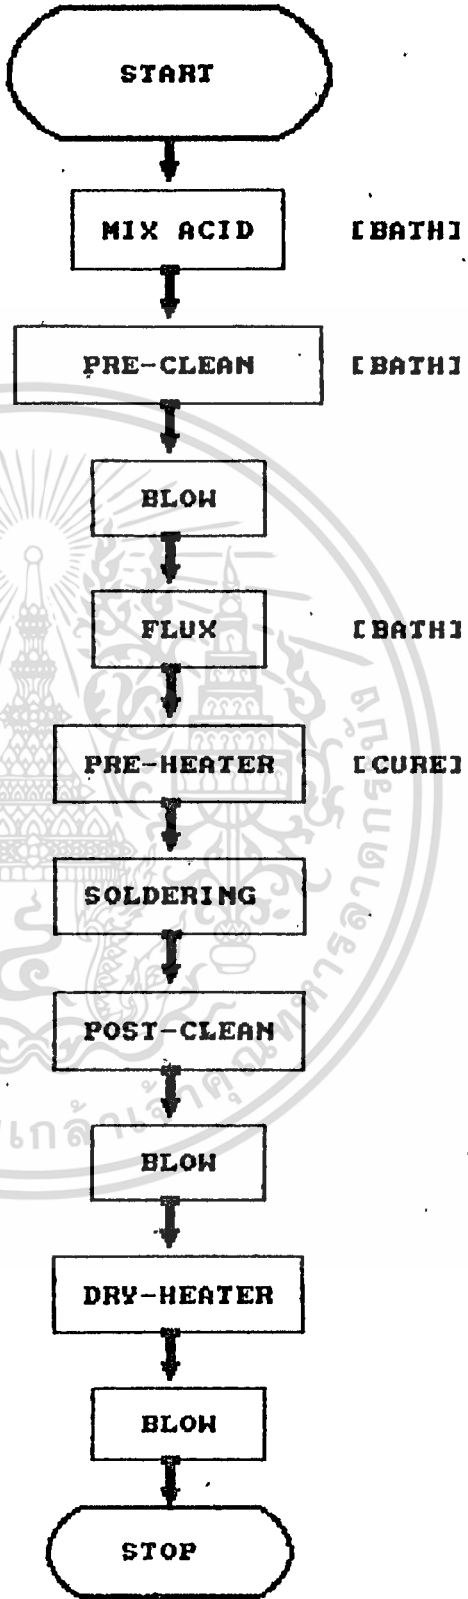 START
MIX ACID [BATH]
PRE-CLEAN [BATH]
BLOW
FLUX [BATH]
PRE-HEATER [CURE]
SOLDERING
POST-CLEAN
BLOW
DRY-HEATER
BLOW
STOP